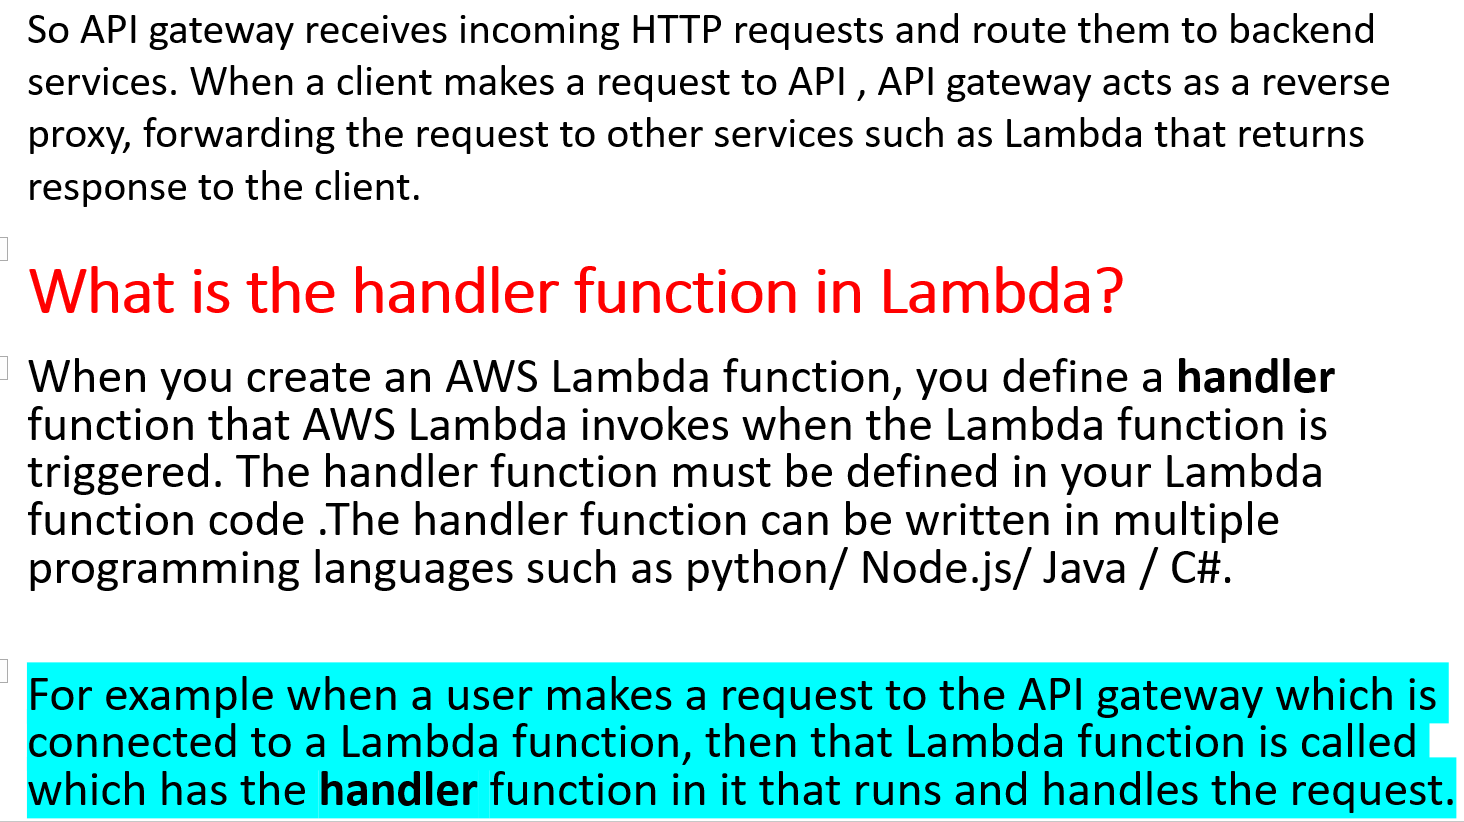 So API gateway receives incoming HTTP requests and route them to backend
services. When a client makes a request to API , API gateway acts as a reverse
proxy, forwarding the request to other services such as Lambda that returns
response to the client.
What is the handler function in Lambda?
When you create an AWS Lambda function, you define a handler
function that AWS Lambda invokes when the Lambda function is
triggered. The handler function must be defined in your Lambda
function code .The handler function can be written in multiple
programming languages such as python/ Node.js/ Java / C#.
For example when a user makes a request to the API gateway which is
connected to a Lambda function, then that Lambda function is called
which has the handler function in it that runs and handles the request.